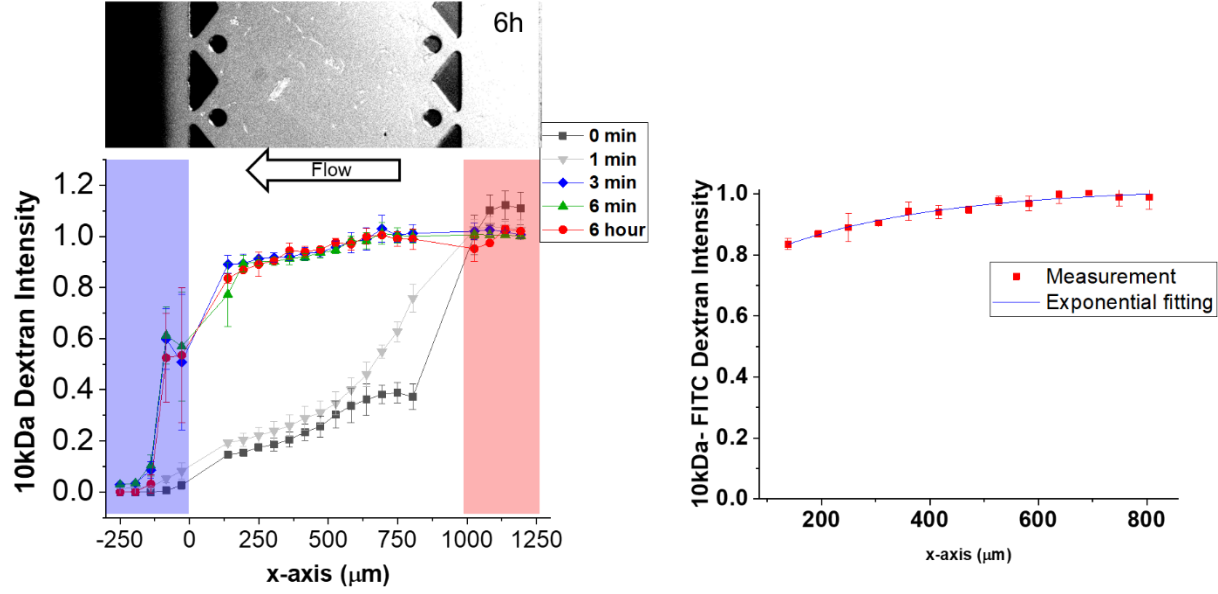 6h
0 min
1 min
3 min
6 min
6 hour
Flow
10kDa Dextran Intensity
1.2
1.0
0.8
0.6
0.4
0.2
0.0
-250 0 250 500 750 1000 1250
x-axis (μm)
10kDa- FITC Dextran Intensity
1.0
0.8
0.6
0.4
0.2
0.0
Measurement
Exponential fitting
200 400 600 800
x-axis (μm)